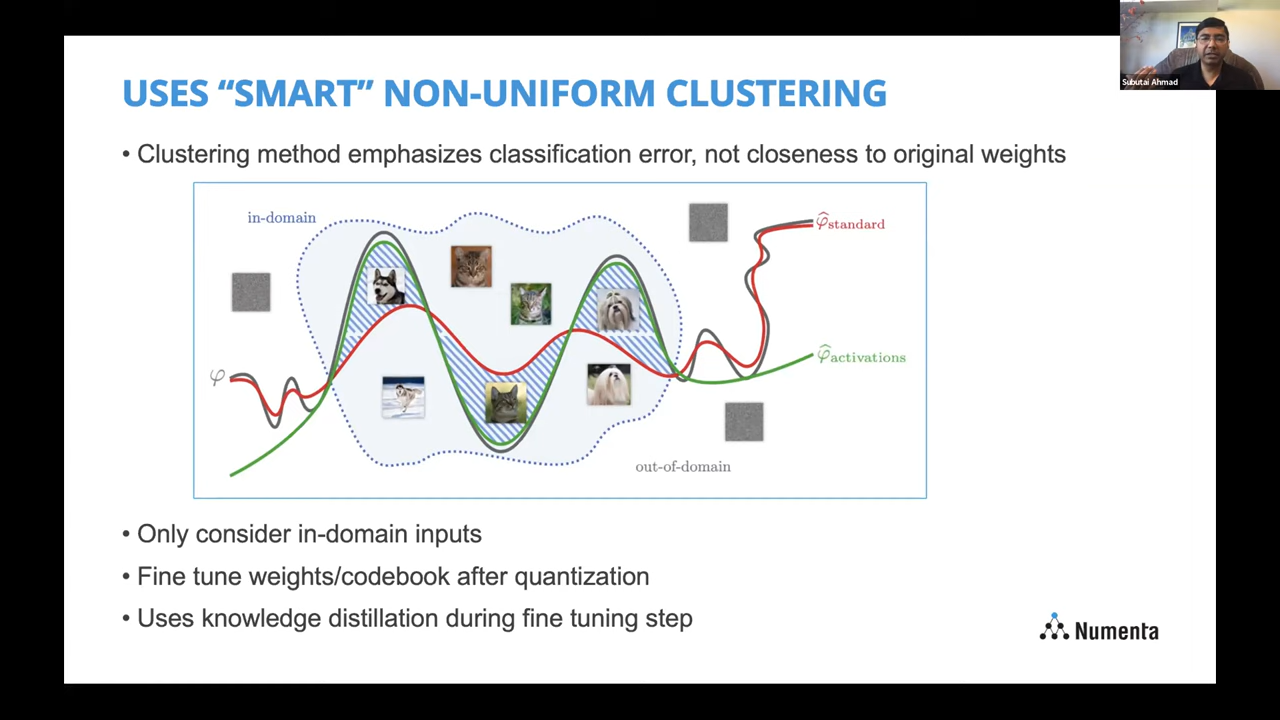 Subutai Ahmad
USES “SMART” NON-UNIFORM CLUSTERING
• Clustering method emphasizes classification error, not closeness to original weights
in-domain
φ̂standard
φ̂activations
φ
out-of-domain
• Only consider in-domain inputs
• Fine tune weights/codebook after quantization
• Uses knowledge distillation during fine tuning step
Numenta